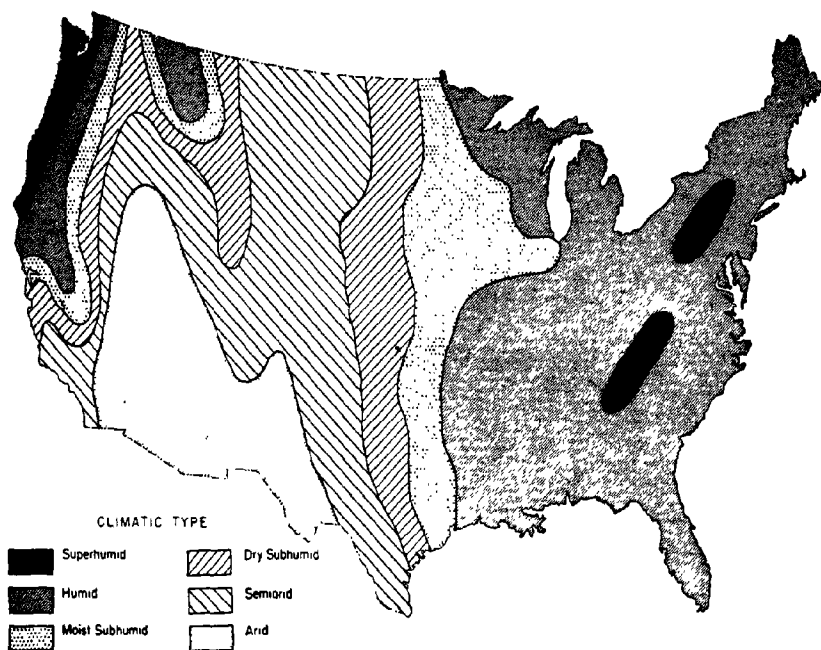 CLIMATIC TYPE
Superhumid
Humid
Moist Subhumid
Dry Subhumid
Semiarid
Arid